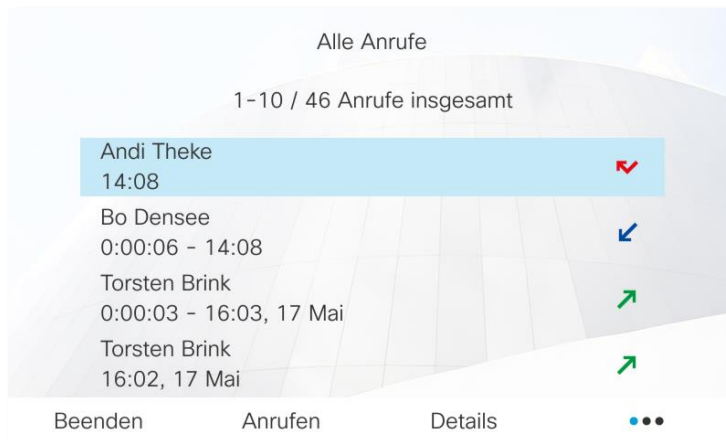 Alle Anrufe
1-10 / 46 Anrufe insgesamt
Andi Theke
14:08
Bo Densee
0:00:06 - 14:08
Torsten Brink
0:00:03 - 16:03, 17 Mai
Torsten Brink
16:02, 17 Mai
Beenden Anrufen Details